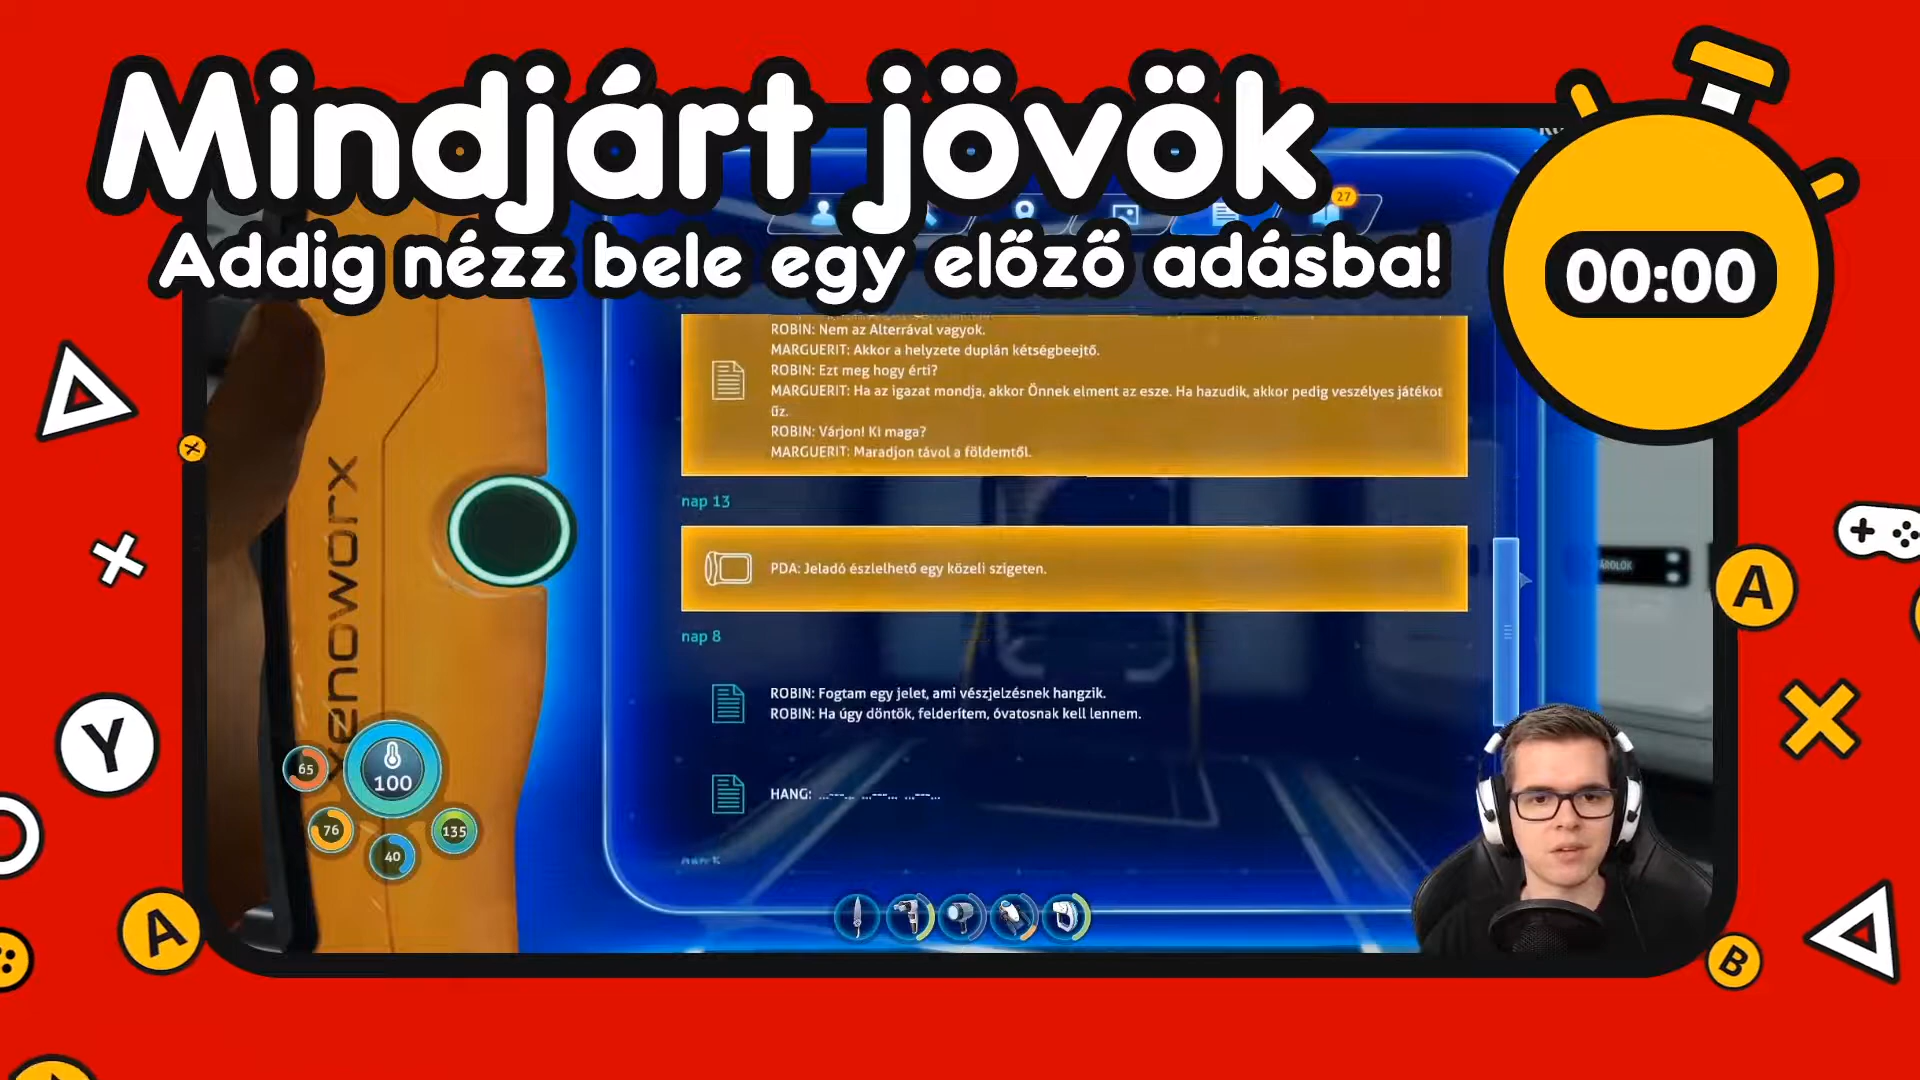 Mindjárt jövök
Addig nézz bele egy előző adásba!
00:00
27
ROBIN: Nem az Alterrával vagyok.
MARGUERIT: Akkor a helyzete duplán kétségbeejtő.
ROBIN: Ezt meg hogy érti?
MARGUERIT: Ha az igazat mondja, akkor Önnek elment az esze. Ha hazudik, akkor pedig veszélyes játékot
űz.
ROBIN: Várjon! Ki maga?
MARGUERIT: Maradjon távol a földemtől.
nap 13
PDA: Jeladó észlelhető egy közeli szigeten.
nap 8
ROBIN: Fogtam egy jelet, ami vészjelzésnek hangzik.
ROBIN: Ha úgy döntök, felderítem, óvatosnak kell lennem.
HANG: ...---... ...---... ...---...
xenoworx
65
100
76
135
40
Y
A
A
B